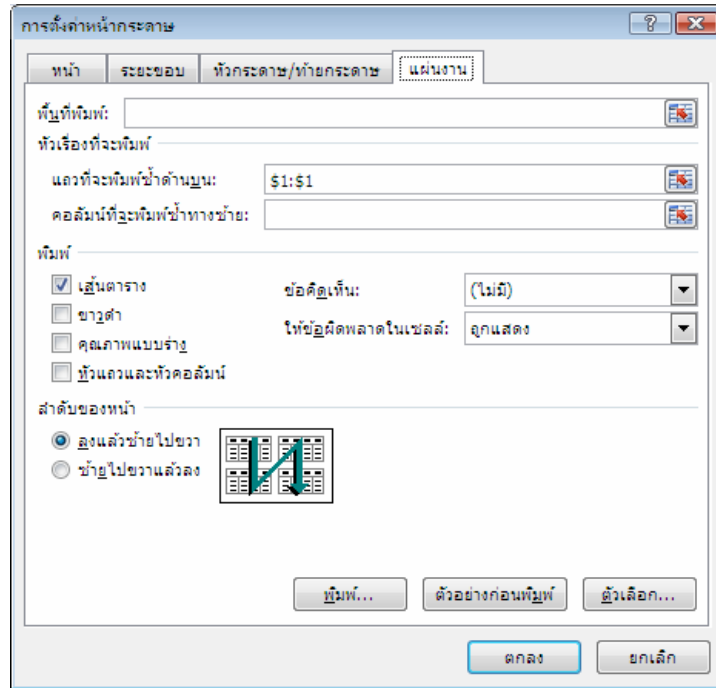 การตั้งค่าหน้ากระดาษ
หน้า ระยะขอบ หัวกระดาษ/ท้ายกระดาษ แผ่นงาน
พื้นที่พิมพ์:
หัวเรื่องที่จะพิมพ์
แถวที่จะพิมพ์ซ้ำด้านบน: $1:$1
คอลัมน์ที่จะพิมพ์ซ้ำทางซ้าย:
พิมพ์
เส้นตาราง ข้อคิดเห็น: (ไม่มี)
ขาวดำ
ให้ข้อผิดพลาดในเซลล์: ถูกแสดง
คุณภาพแบบร่าง
หัวแถวและหัวคอลัมน์
ลำดับของหน้า
ลงแล้วซ้ายไปขวา
ซ้ายไปขวาแล้วลง
พิมพ์... ตัวอย่างก่อนพิมพ์ ตัวเลือก...
ตกลง ยกเลิก